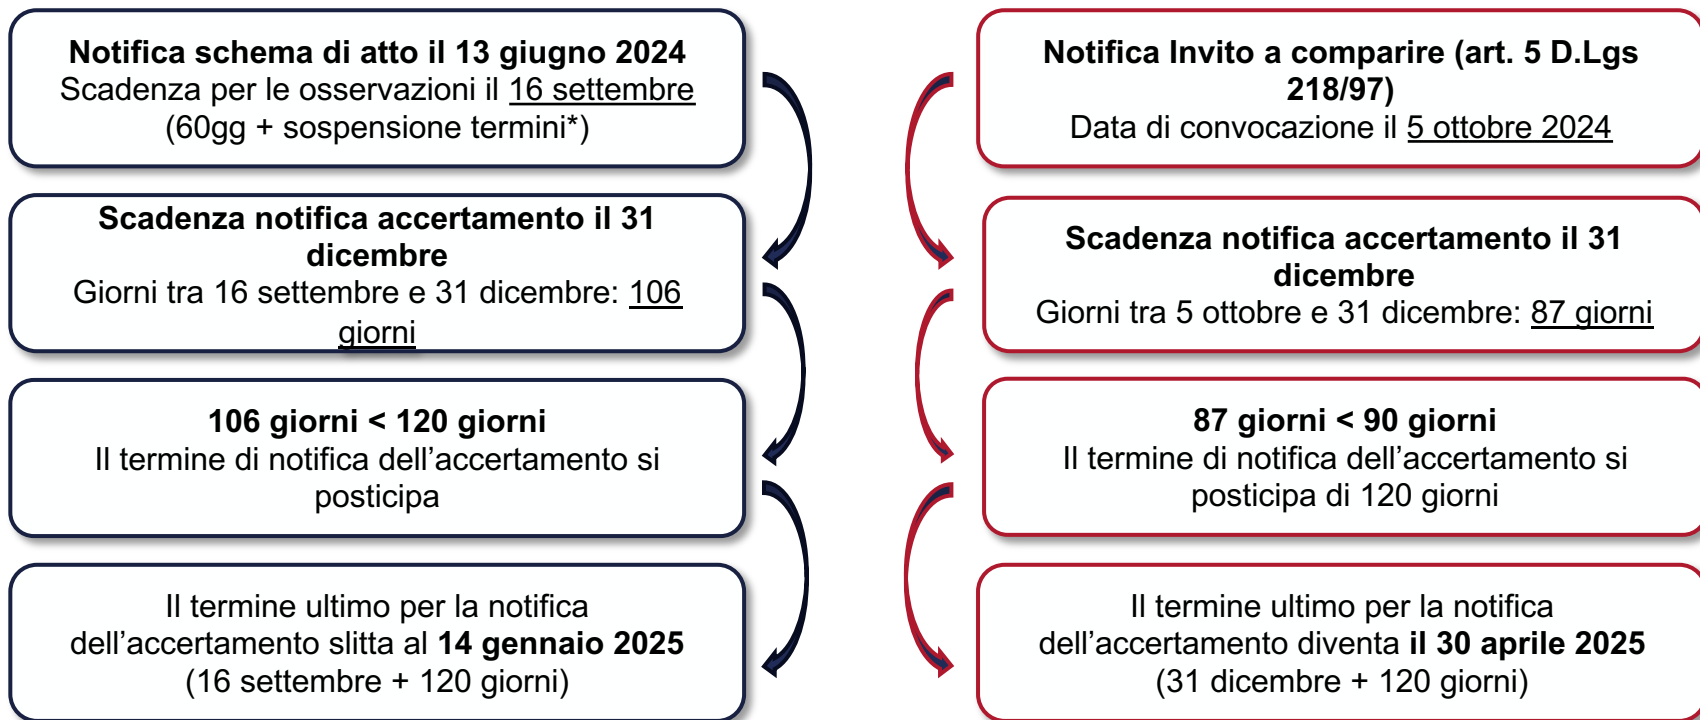 Notifica schema di atto il 13 giugno 2024
Scadenza per le osservazioni il 16 settembre
(60gg + sospensione termini*)
Scadenza notifica accertamento il 31
dicembre
Giorni tra 16 settembre e 31 dicembre: 106
giorni
106 giorni < 120 giorni
Il termine di notifica dell’accertamento si
posticipa
Il termine ultimo per la notifica
dell’accertamento slitta al 14 gennaio 2025
(16 settembre + 120 giorni)
Notifica Invito a comparire (art. 5 D.Lgs
218/97)
Data di convocazione il 5 ottobre 2024
Scadenza notifica accertamento il 31
dicembre
Giorni tra 5 ottobre e 31 dicembre: 87 giorni
87 giorni < 90 giorni
Il termine di notifica dell’accertamento si
posticipa di 120 giorni
Il termine ultimo per la notifica
dell’accertamento diventa il 30 aprile 2025
(31 dicembre + 120 giorni)